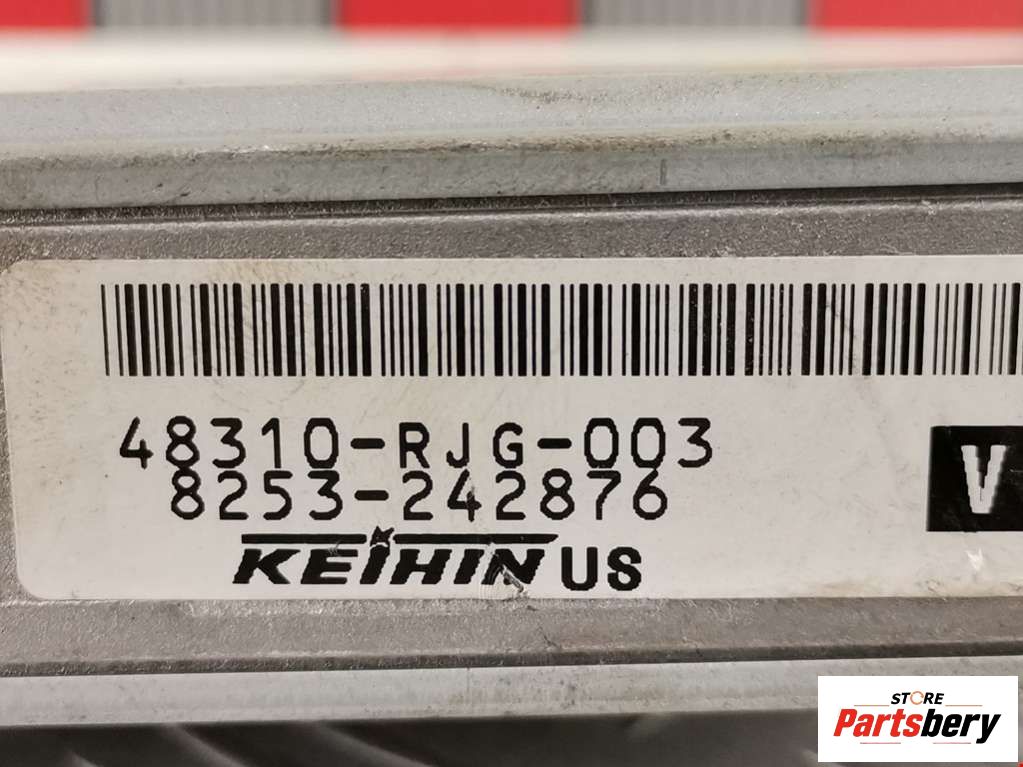 48310-RJG-003
V
8253-242876
KEIHIN US
STORE
Partsbery